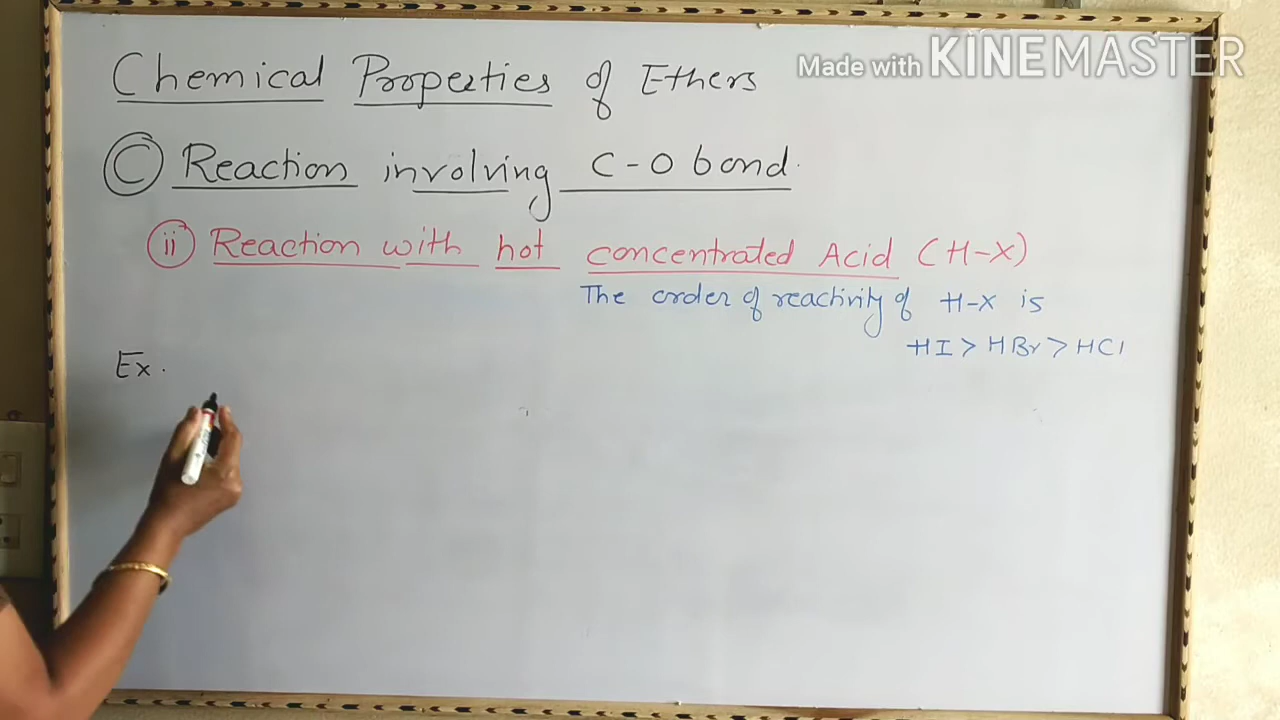 Made with KINEMASTER
Chemical Properties of Ethers
C Reaction involving C-O bond.
ii Reaction with hot concentrated Acid (H-X)
The order of reactivity of H-X is
HI > HBr > HCl
Ex.